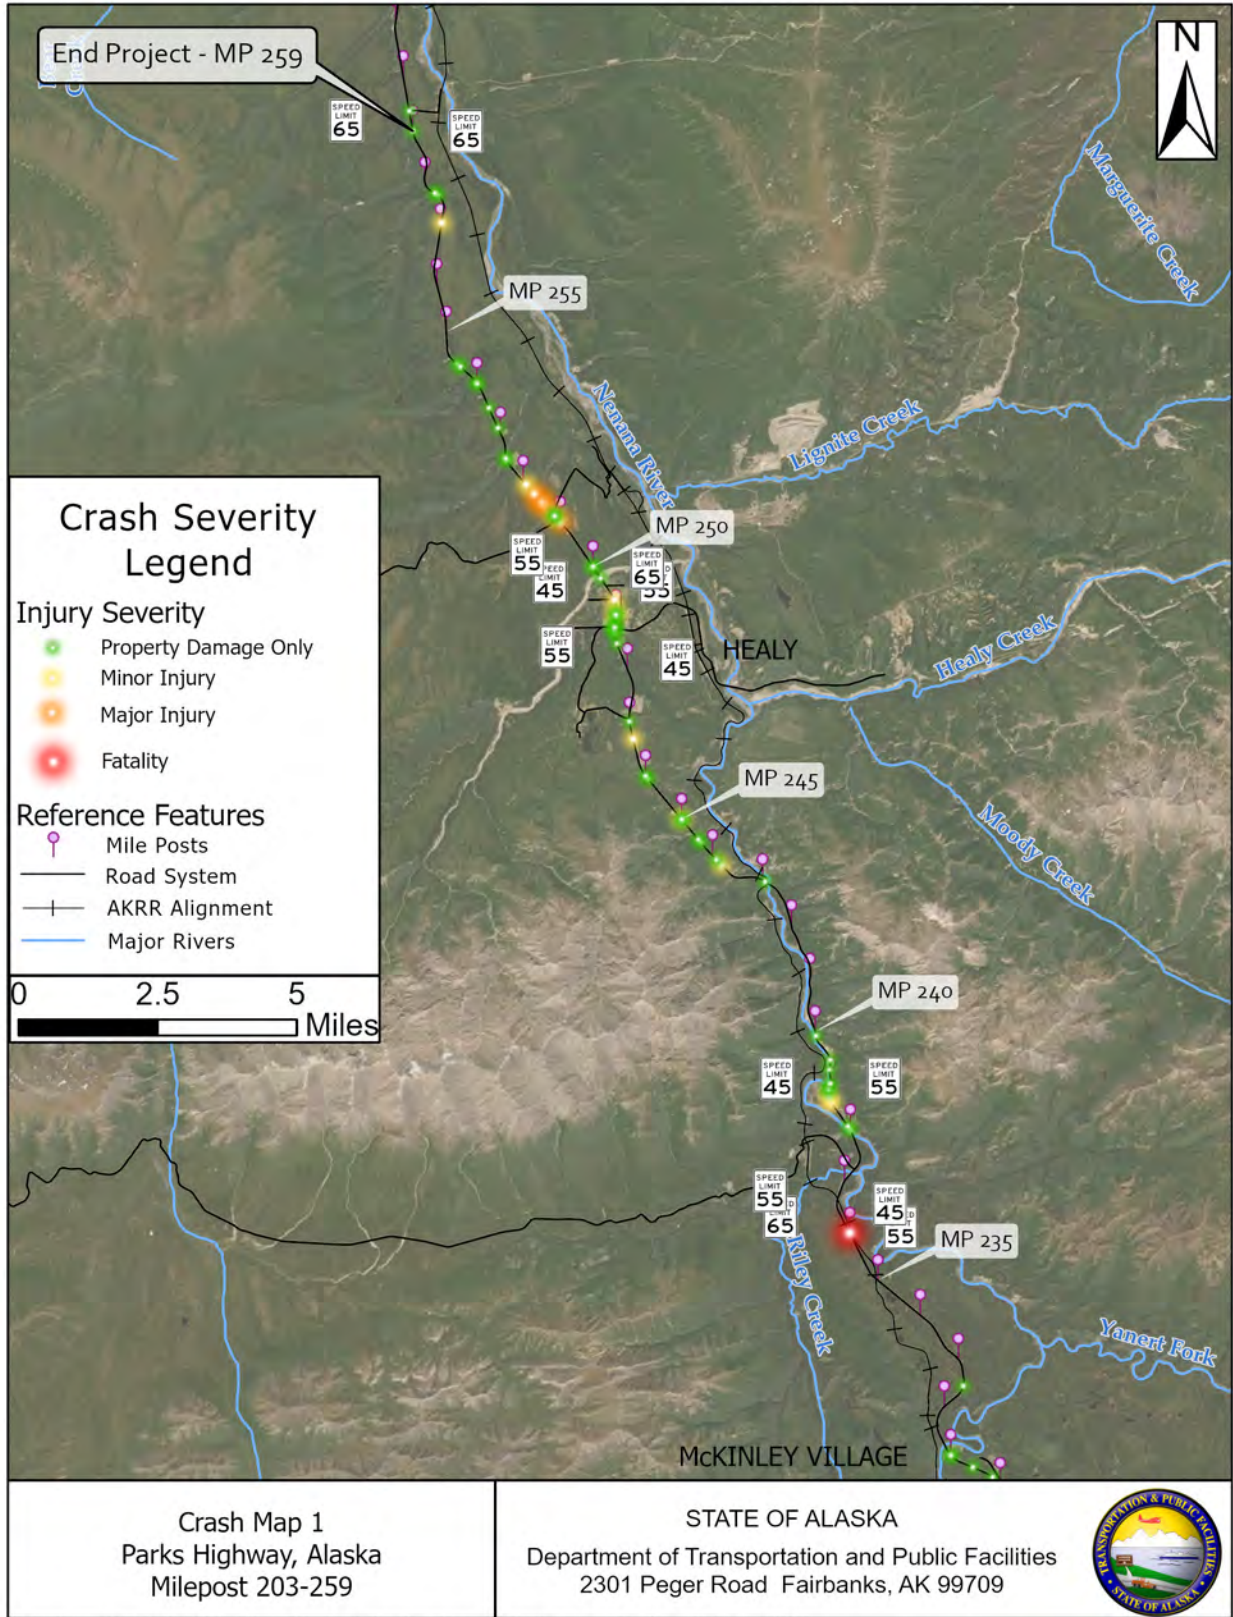 End Project - MP 259
N
SPEED
LIMIT
65
SPEED
LIMIT
65
Marguerite Creek
MP 255
Nenana River
Lignite Creek
MP 250
SPEED
LIMIT
55
45
SPEED
LIMIT
65
55
SPEED
LIMIT
55
SPEED
LIMIT
45
HEALY
Healy Creek
Moody Creek
MP 245
MP 240
SPEED
LIMIT
45
SPEED
LIMIT
55
SPEED
LIMIT
55
65
SPEED
LIMIT
45
55
MP 235
Riley Creek
Yanert Fork
McKINLEY VILLAGE
Crash Severity
Legend
Injury Severity
Property Damage Only
Minor Injury
Major Injury
Fatality
Reference Features
Mile Posts
Road System
AKRR Alignment
Major Rivers
0 2.5 5
Miles
Crash Map 1
Parks Highway, Alaska
Milepost 203-259
STATE OF ALASKA
Department of Transportation and Public Facilities
2301 Peger Road Fairbanks, AK 99709
TRANSPORTATION & PUBLIC FACILITIES
STATE OF ALASKA